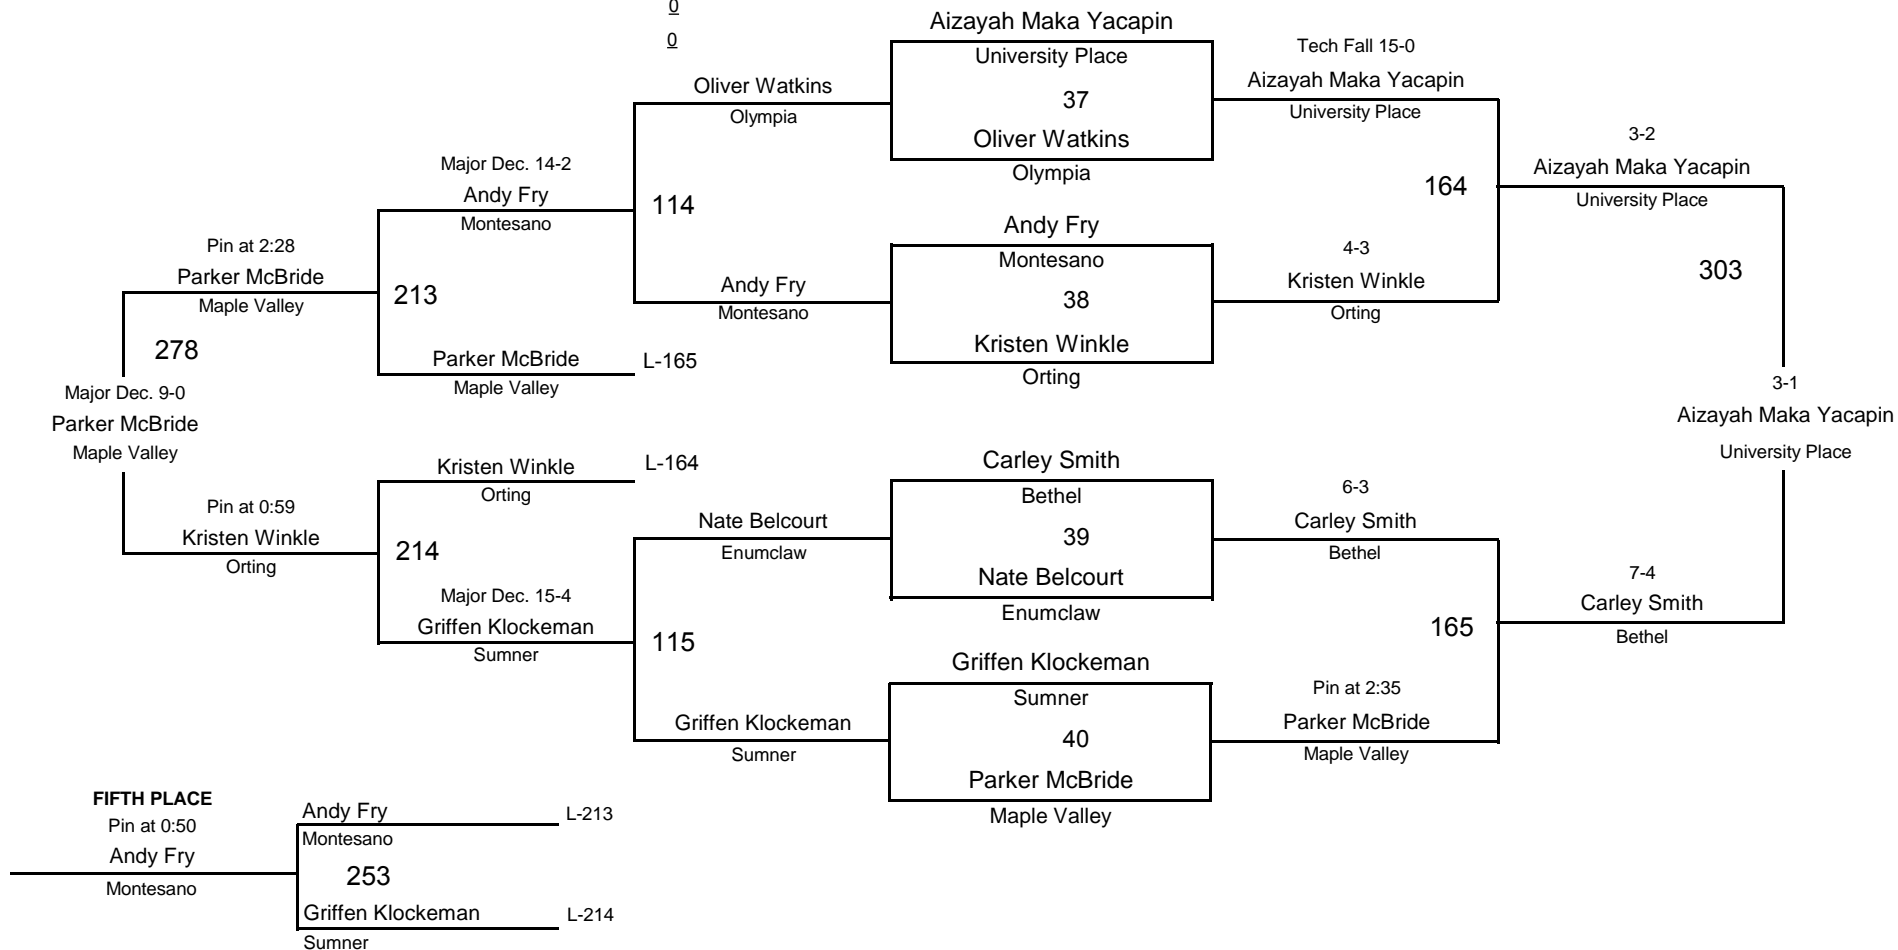 0
0
Aizayah Maka Yacapin
University Place
37
Oliver Watkins
Olympia
Andy Fry
Montesano
38
Kristen Winkle
Orting
Carley Smith
Bethel
39
Nate Belcourt
Enumclaw
Griffen Klockeman
Sumner
40
Parker McBride
Maple Valley
Tech Fall 15-0
Aizayah Maka Yacapin
University Place
164
4-3
Kristen Winkle
Orting
6-3
Carley Smith
Bethel
165
Pin at 2:35
Parker McBride
Maple Valley
3-2
Aizayah Maka Yacapin
University Place
303
7-4
Carley Smith
Bethel
3-1
Aizayah Maka Yacapin
University Place
Oliver Watkins
Olympia
114
Andy Fry
Montesano
Nate Belcourt
Enumclaw
115
Griffen Klockeman
Sumner
Major Dec. 14-2
Andy Fry
Montesano
213
Parker McBride
L-165
Maple Valley
Kristen Winkle
L-164
Orting
214
Major Dec. 15-4
Griffen Klockeman
Sumner
Pin at 2:28
Parker McBride
Maple Valley
278
Pin at 0:59
Kristen Winkle
Orting
Major Dec. 9-0
Parker McBride
Maple Valley
FIFTH PLACE
Pin at 0:50
Andy Fry
Montesano
Andy Fry
L-213
Montesano
253
Griffen Klockeman
L-214
Sumner